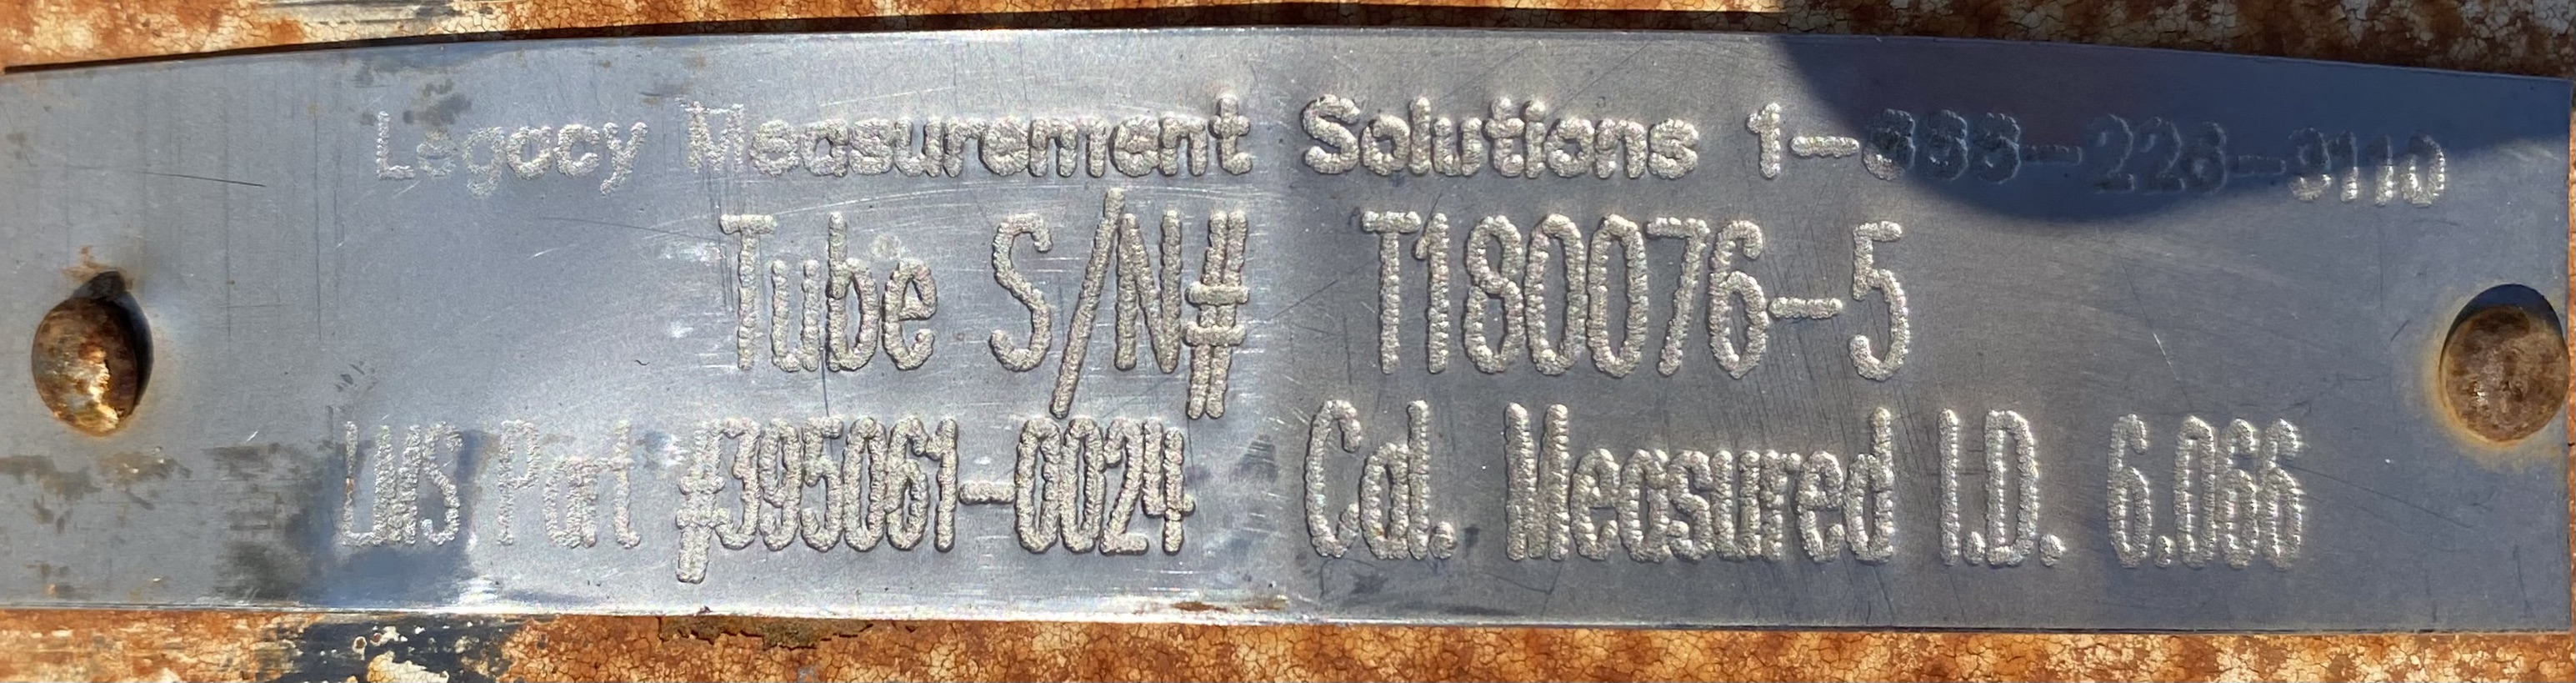 Legacy Measurement Solutions
Tube S/N# T180076-5
LMS Part #395061-0024 Cal. Measured I.D. 6.066